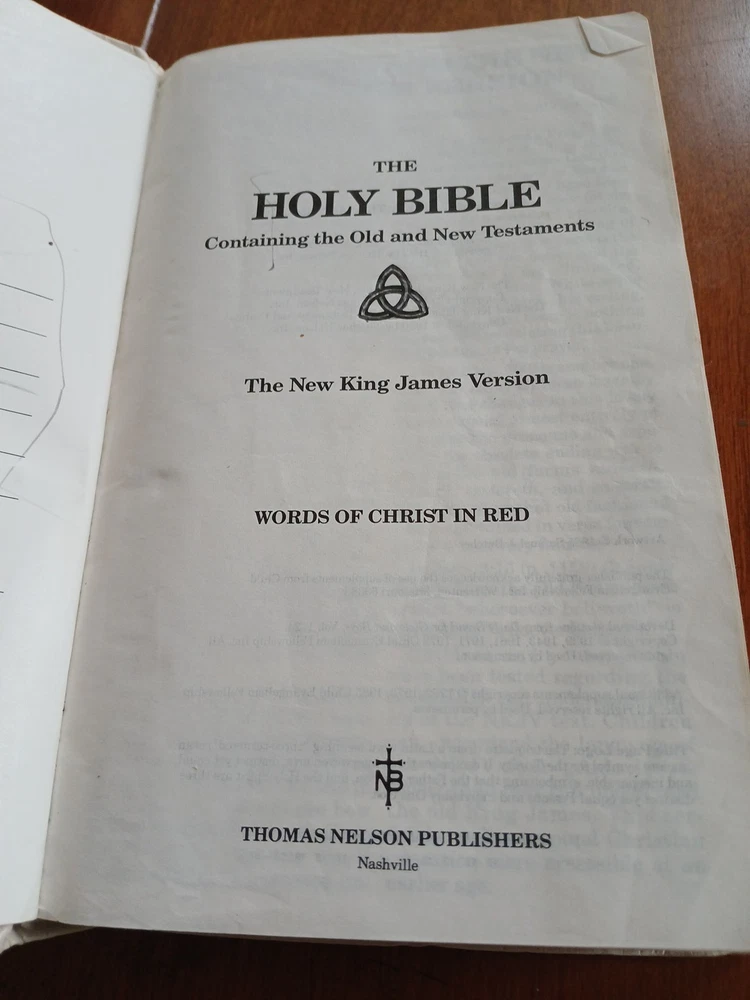 THE
HOLY BIBLE
Containing the Old and New Testaments
The New King James Version
WORDS OF CHRIST IN RED
NB
THOMAS NELSON PUBLISHERS
Nashville